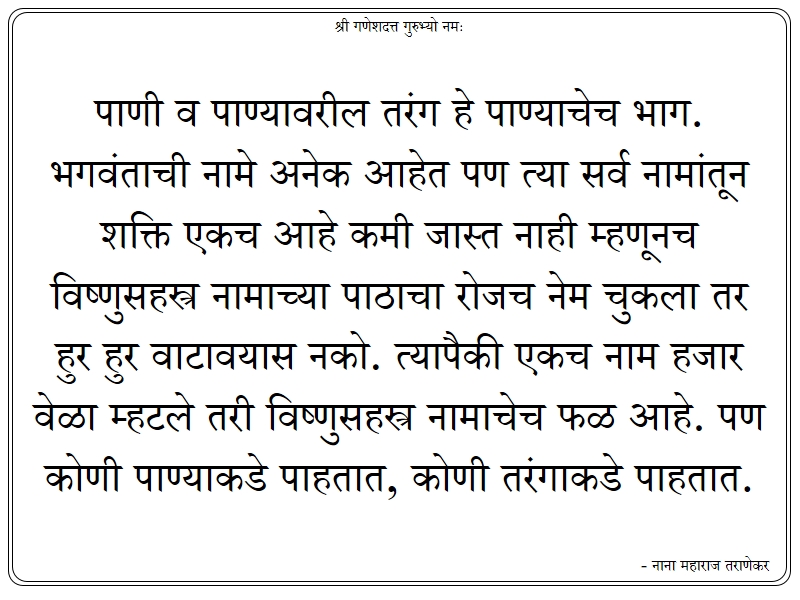 श्री गणेशदत्त गुरुभ्यो नमः
पाणी व पाण्यावरील तरंग हे पाण्याचेच भाग.
भगवंताची नामे अनेक आहेत पण त्या सर्व नामांतून
शक्ति एकच आहे कमी जास्त नाही म्हणूनच
विष्णुसहस्त्र नामाच्या पाठाचा रोजच नेम चुकला तर
हुर हुर वाटावयास नको. त्यापैकी एकच नाम हजार
वेळा म्हटले तरी विष्णुसहस्त्र नामाचेच फळ आहे. पण
कोणी पाण्याकडे पाहतात, कोणी तरंगाकडे पाहतात.
- नाना महाराज तराणेकर